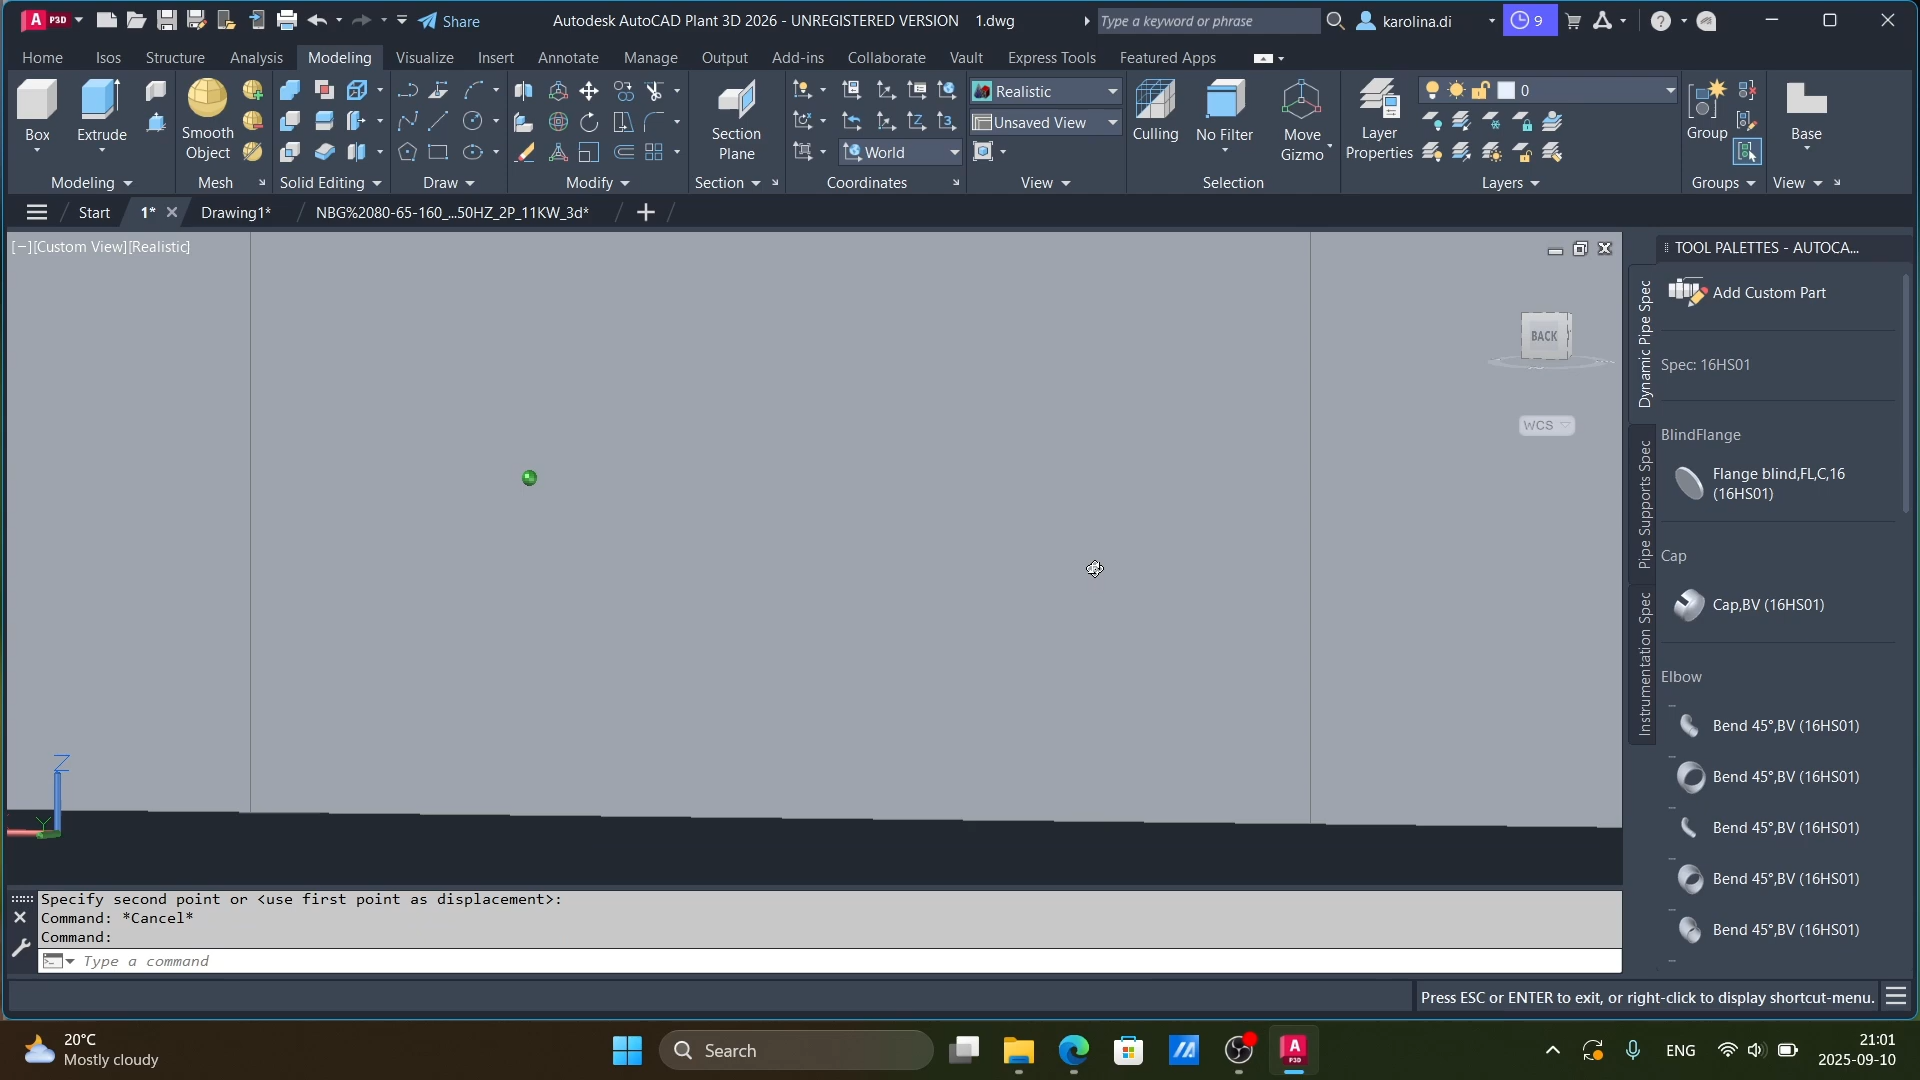 A P3D
Share
Autodesk AutoCAD Plant 3D 2026 - UNREGISTERED VERSION 1.dwg
Type a keyword or phrase
karolina.di
9
Home Isos Structure Analysis Modeling Visualize Insert Annotate Manage Output Add-ins Collaborate Vault Express Tools Featured Apps
Box
Extrude
Smooth
Object
Section
Plane
World
Realistic
Unsaved View
Culling
No Filter
Move
Gizmo
Layer
Properties
0
Group
Base
Modeling Mesh Solid Editing Draw Modify Section Coordinates View Selection Layers Groups View
Start 1* Drawing1* NBG%2080-65-160_...50HZ_2P_11KW_3d*
[−][Custom View][Realistic]
BACK
WCS
Z
Y
TOOL PALETTES - AUTOCA...
Dynamic Pipe Spec
Pipe Supports Spec
Instrumentation Spec
Add Custom Part
Spec: 16HS01
BlindFlange
Flange blind,FL,C,16
(16HS01)
Cap
Cap,BV (16HS01)
Elbow
Bend 45°,BV (16HS01)
Bend 45°,BV (16HS01)
Bend 45°,BV (16HS01)
Bend 45°,BV (16HS01)
Bend 45°,BV (16HS01)
Specify second point or <use first point as displacement>:
Command: *Cancel*
Command:
Type a command
Press ESC or ENTER to exit, or right-click to display shortcut-menu.
20°C
Mostly cloudy
Search
A
P3D
ENG
21:01
2025-09-10